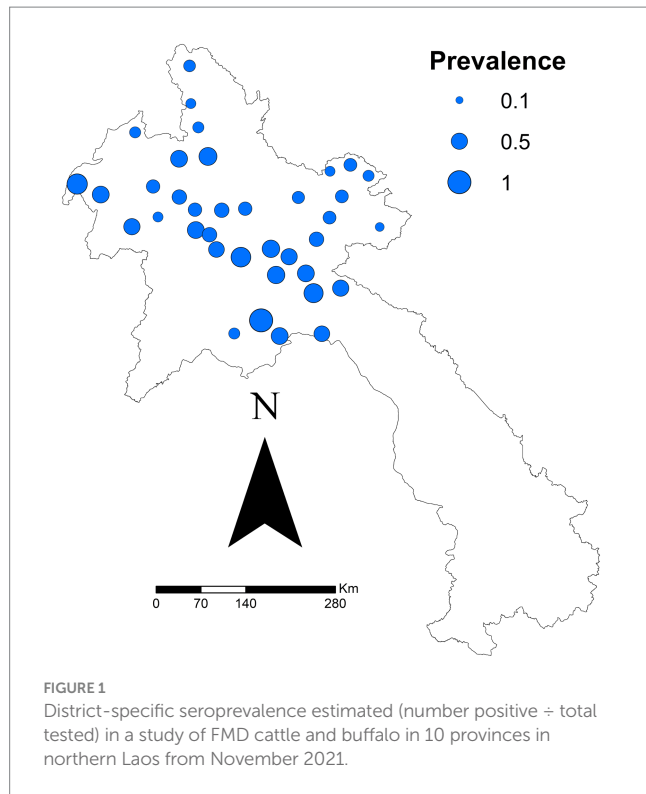 Prevalence
0.1
0.5
1
N
Km
0 70 140 280
FIGURE 1
District-specific seroprevalence estimated (number positive ÷ total
tested) in a study of FMD cattle and buffalo in 10 provinces in
northern Laos from November 2021.